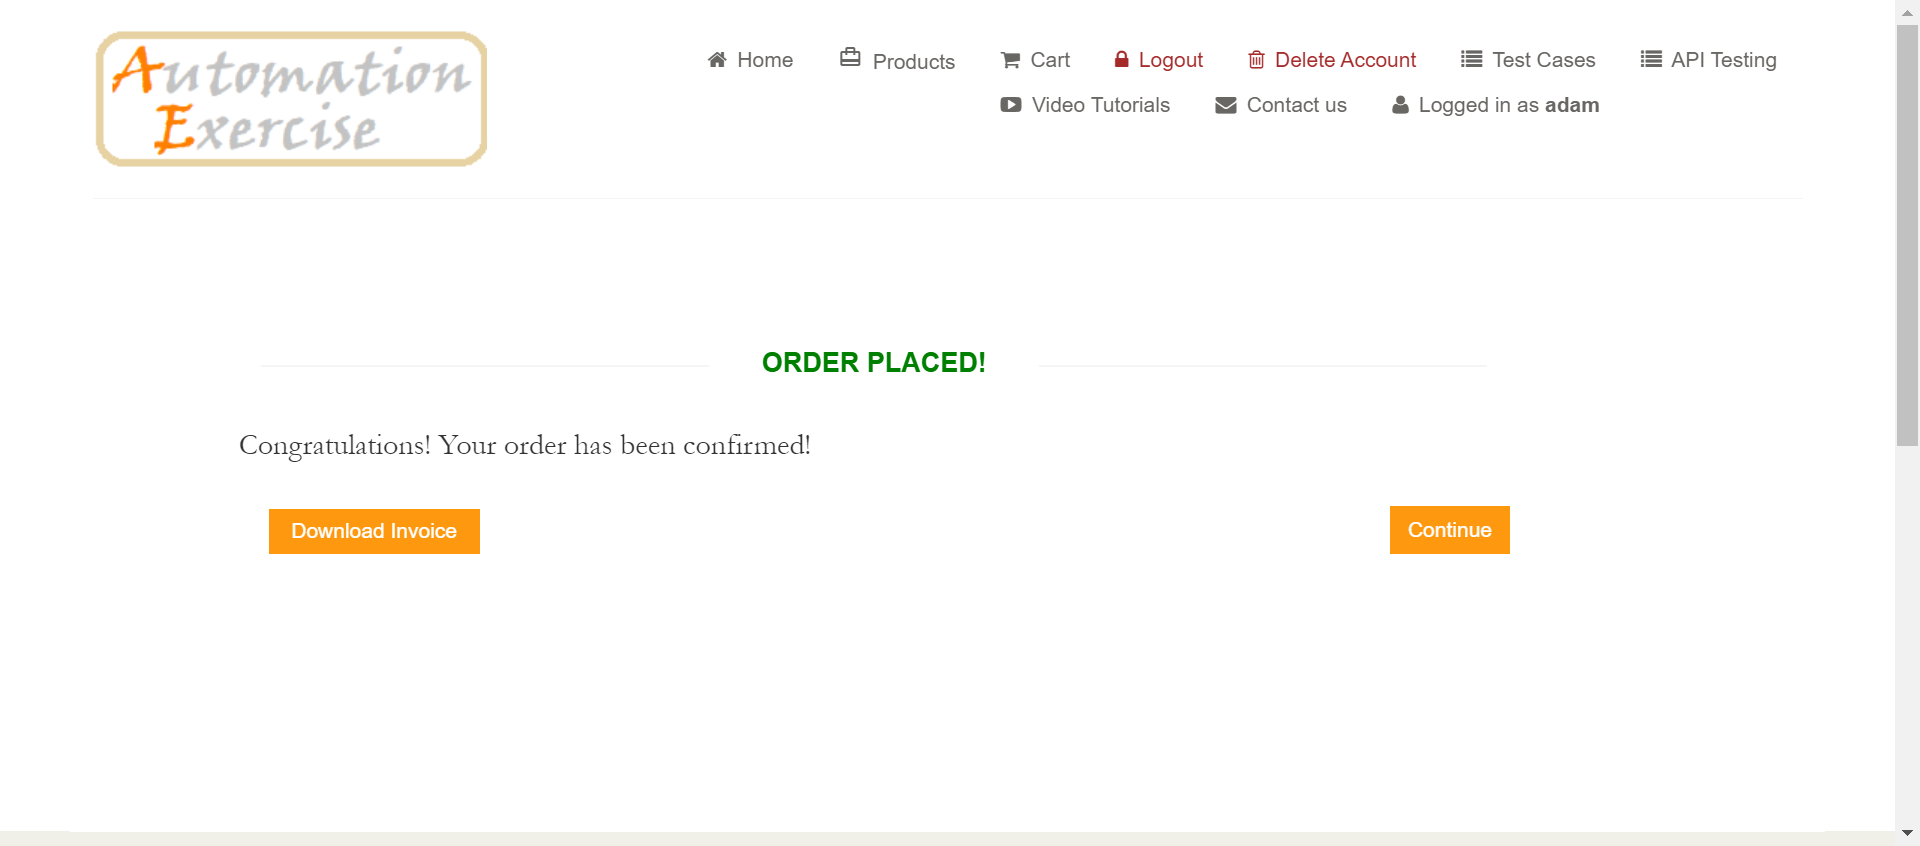 Automation
Exercise
Home Products Cart Logout Delete Account Test Cases API Testing
Video Tutorials Contact us Logged in as adam
ORDER PLACED!
Congratulations! Your order has been confirmed!
Download Invoice Continue